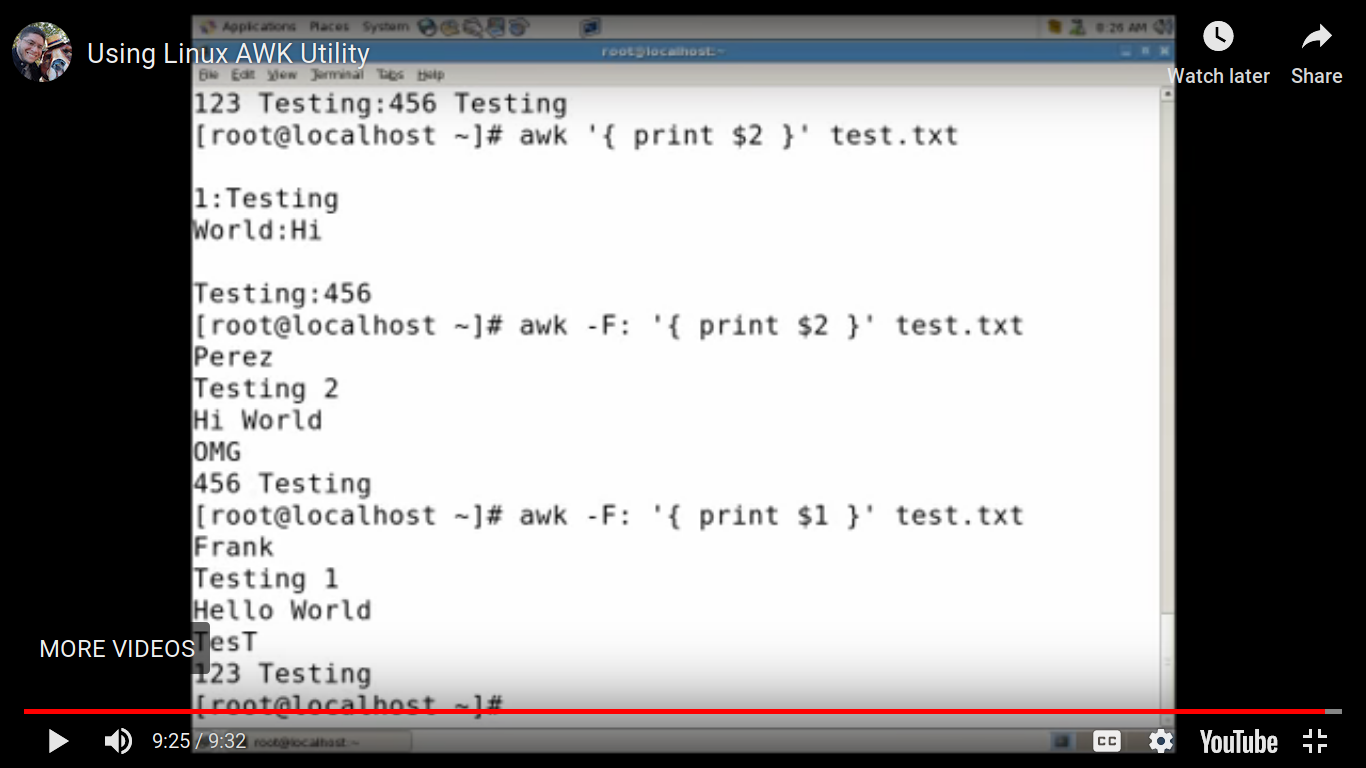 Applications Places System 8:26 AM
Using Linux AWK Utility
root@localhost:~
Watch later
Share
File Edit View Terminal Tabs Help
123 Testing:456 Testing
[root@localhost ~]# awk '{ print $2 }' test.txt
1:Testing
World:Hi
Testing:456
[root@localhost ~]# awk -F: '{ print $2 }' test.txt
Perez
Testing 2
Hi World
OMG
456 Testing
[root@localhost ~]# awk -F: '{ print $1 }' test.txt
Frank
Testing 1
Hello World
TesT
MORE VIDEOS
123 Testing
[root@localhost ~]#
9:25 / 9:32
root@localhost:~
CC
YouTube